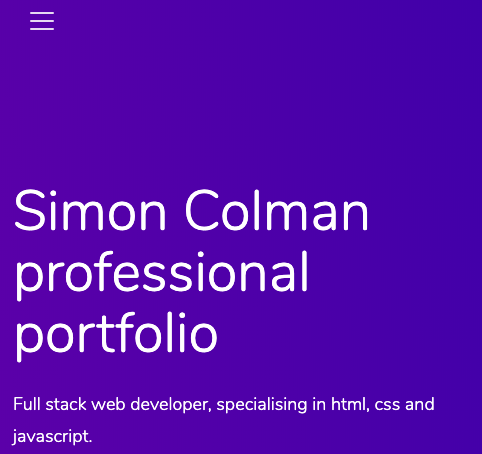 Simon Colman
professional
portfolio
Full stack web developer, specialising in html, css and
javascript.